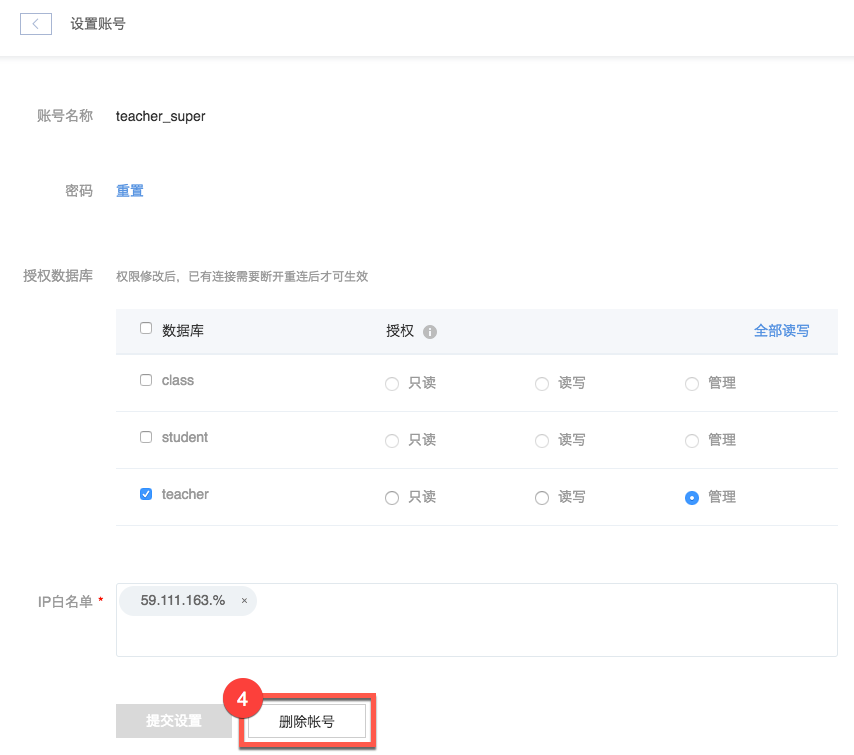 设置账号
账号名称 teacher_super
密码 重置
授权数据库 权限修改后，已有连接需要断开重连后才可生效
数据库 授权 全部读写
class 只读 读写 管理
student 只读 读写 管理
teacher 只读 读写 管理
IP白名单 * 59.111.163.% ×
提交设置 4 删除帐号